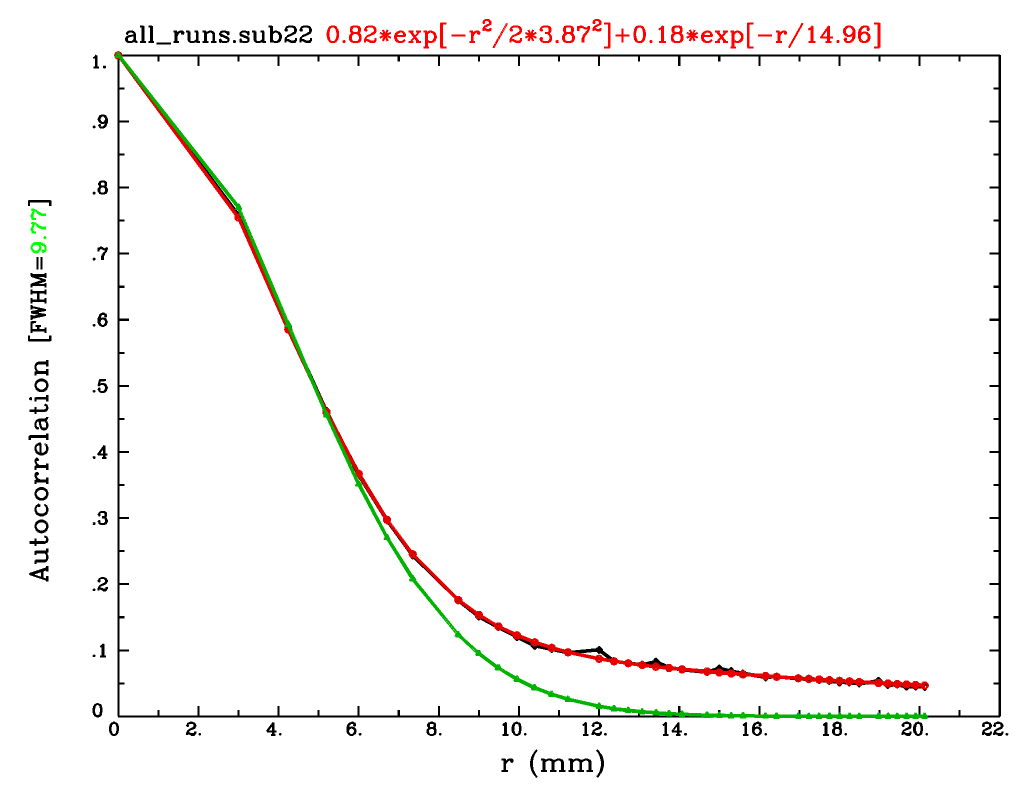 all_runs.sub22 0.82*exp[-r²/2*3.87²]+0.18*exp[-r/14.96]
1.
.9
.8
.7
.6
.5
.4
.3
.2
.1
0
Autocorrelation [FWHM=9.77]
0 2. 4. 6. 8. 10. 12. 14. 16. 18. 20. 22.
r (mm)